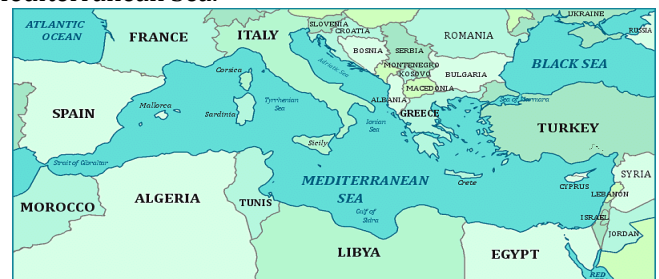 Mediterranean Sea.
ATLANTIC
OCEAN
FRANCE
ITALY
SLOVENIA
CROATIA
BOSNIA
SERBIA
ROMANIA
UKRAINE
RUSSIA
MONTENEGRO
KOSOVO
BULGARIA
BLACK SEA
Adriatic Sea
Corsica
MACEDONIA
ALBANIA
SPAIN
Mallorca
Sardinia
Tyrrhenian
Sea
Ionian
Sea
GREECE
Sea of Marmara
TURKEY
Sicily
Strait of Gibraltar
MEDITERRANEAN
SEA
Crete
CYPRUS
SYRIA
LEBANON
MOROCCO
ALGERIA
TUNIS
Gulf of
Sidra
ISRAEL
JORDAN
LIBYA
EGYPT
RED